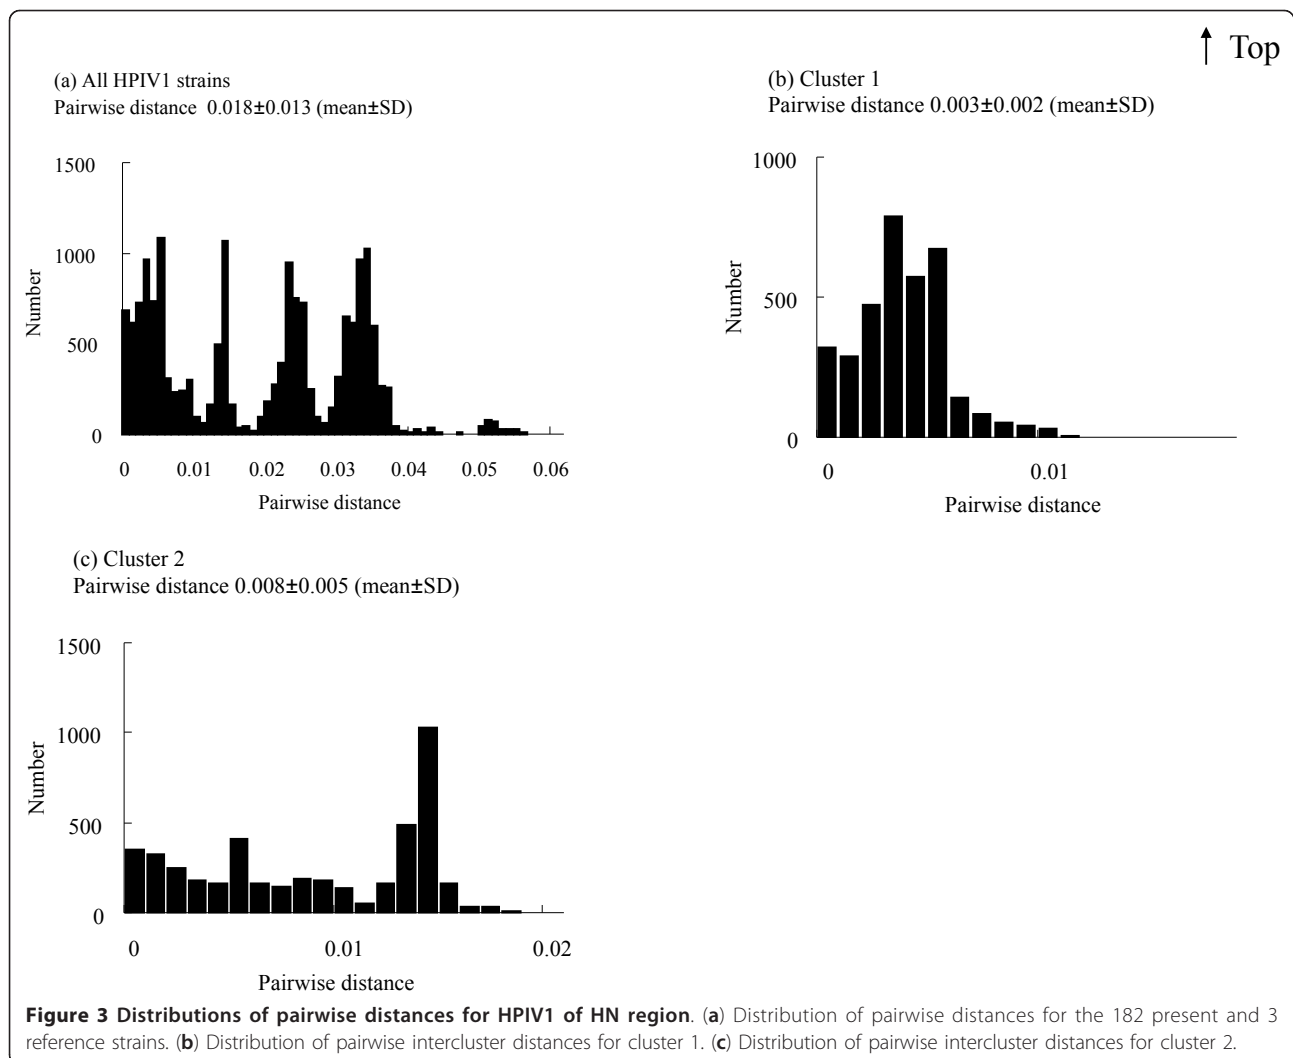 ↑ Top
(a) All HPIV1 strains
Pairwise distance 0.018±0.013 (mean±SD)
1500
1000
500
0
Number
0 0.01 0.02 0.03 0.04 0.05 0.06
Pairwise distance
(b) Cluster 1
Pairwise distance 0.003±0.002 (mean±SD)
1000
500
0
Number
0 0.01
Pairwise distance
(c) Cluster 2
Pairwise distance 0.008±0.005 (mean±SD)
1500
1000
500
0
Number
0 0.01 0.02
Pairwise distance
Figure 3 Distributions of pairwise distances for HPIV1 of HN region. (a) Distribution of pairwise distances for the 182 present and 3
reference strains. (b) Distribution of pairwise intercluster distances for cluster 1. (c) Distribution of pairwise intercluster distances for cluster 2.